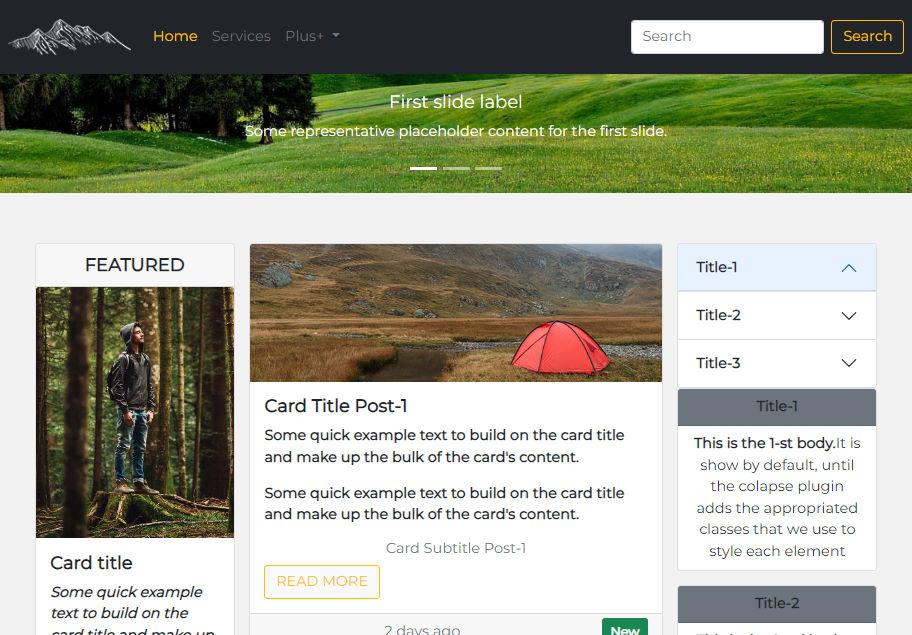 Home Services Plus+
Search
Search
First slide label
Some representative placeholder content for the first slide.
FEATURED
Card title
Some quick example
text to build on the
card title and make up
Card Title Post-1
Some quick example text to build on the card title
and make up the bulk of the card's content.
Some quick example text to build on the card title
and make up the bulk of the card's content.
Card Subtitle Post-1
READ MORE
2 days ago
New
Title-1
Title-2
Title-3
Title-1
This is the 1-st body.It is
show by default, until
the colapse plugin
adds the appropriated
classes that we use to
style each element
Title-2